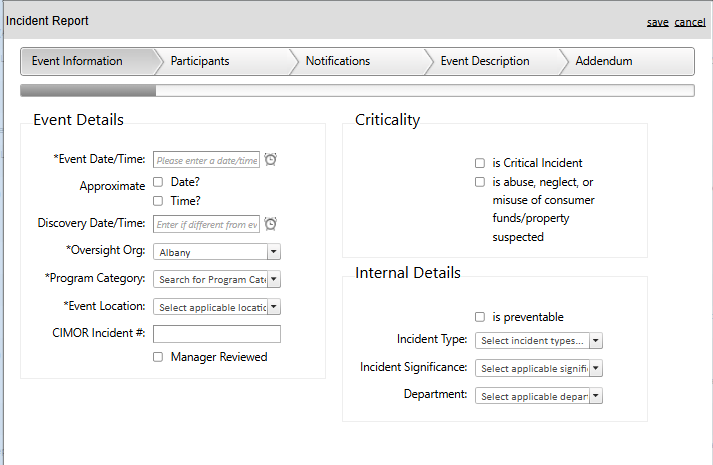 Incident Report
save cancel
Event Information
Participants
Notifications
Event Description
Addendum
Event Details
*Event Date/Time:
Please enter a date/time
Approximate
Date?
Time?
Discovery Date/Time:
Enter if different from ev
*Oversight Org:
Albany
*Program Category:
Search for Program Cate
*Event Location:
Select applicable locatio
CIMOR Incident #:
Manager Reviewed
Criticality
is Critical Incident
is abuse, neglect, or
misuse of consumer
funds/property
suspected
Internal Details
is preventable
Incident Type:
Select incident types...
Incident Significance:
Select applicable signifi
Department:
Select applicable depart